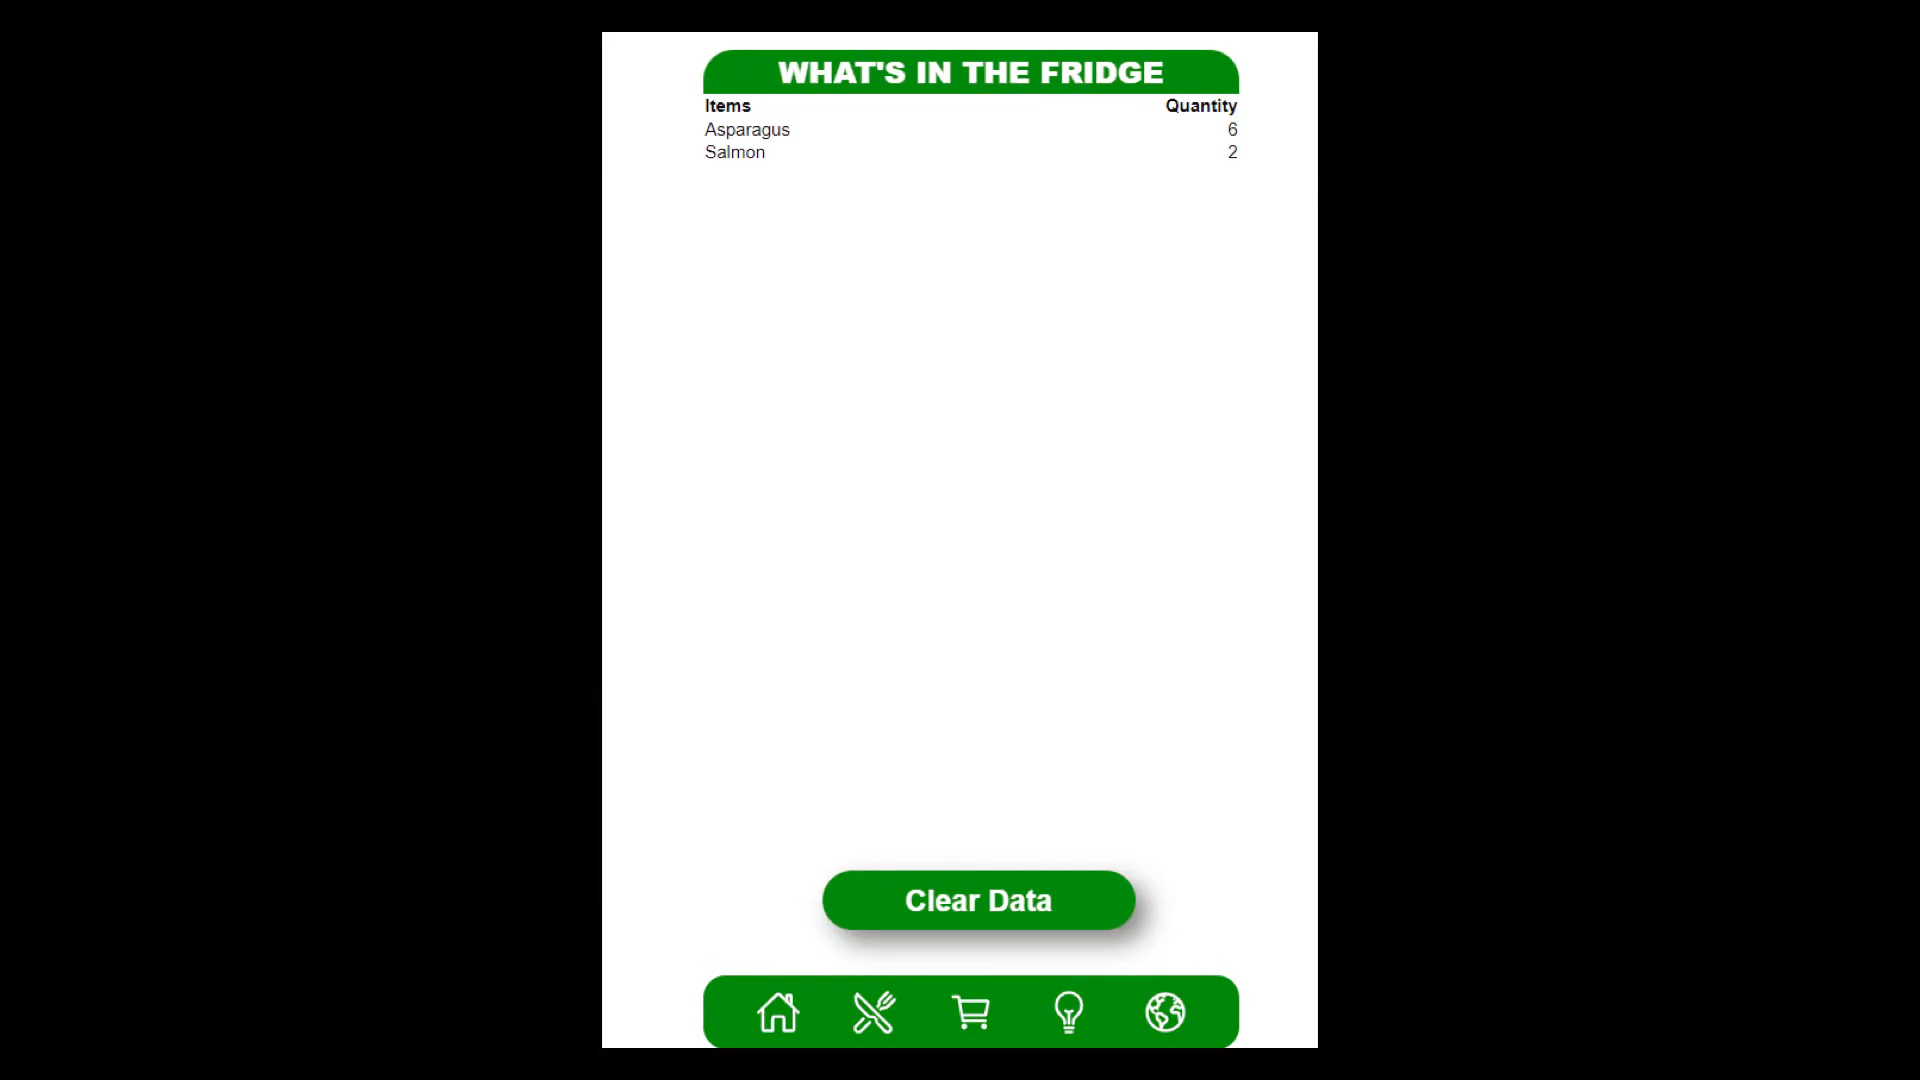 WHAT'S IN THE FRIDGE
Items Quantity
Asparagus 6
Salmon 2
Clear Data